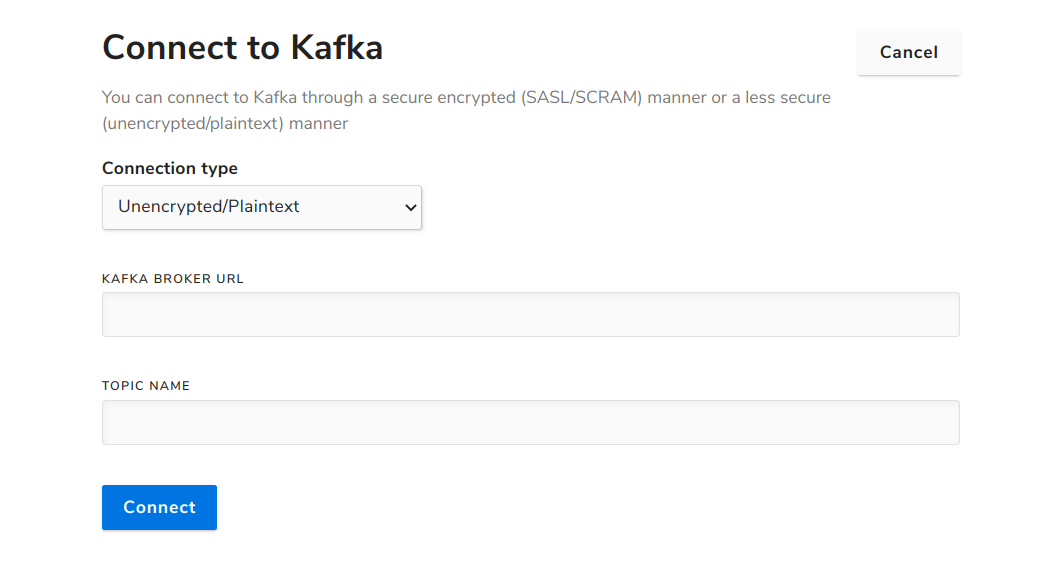 Connect to Kafka
Cancel
You can connect to Kafka through a secure encrypted (SASL/SCRAM) manner or a less secure
(unencrypted/plaintext) manner
Connection type
Unencrypted/Plaintext
KAFKA BROKER URL
TOPIC NAME
Connect